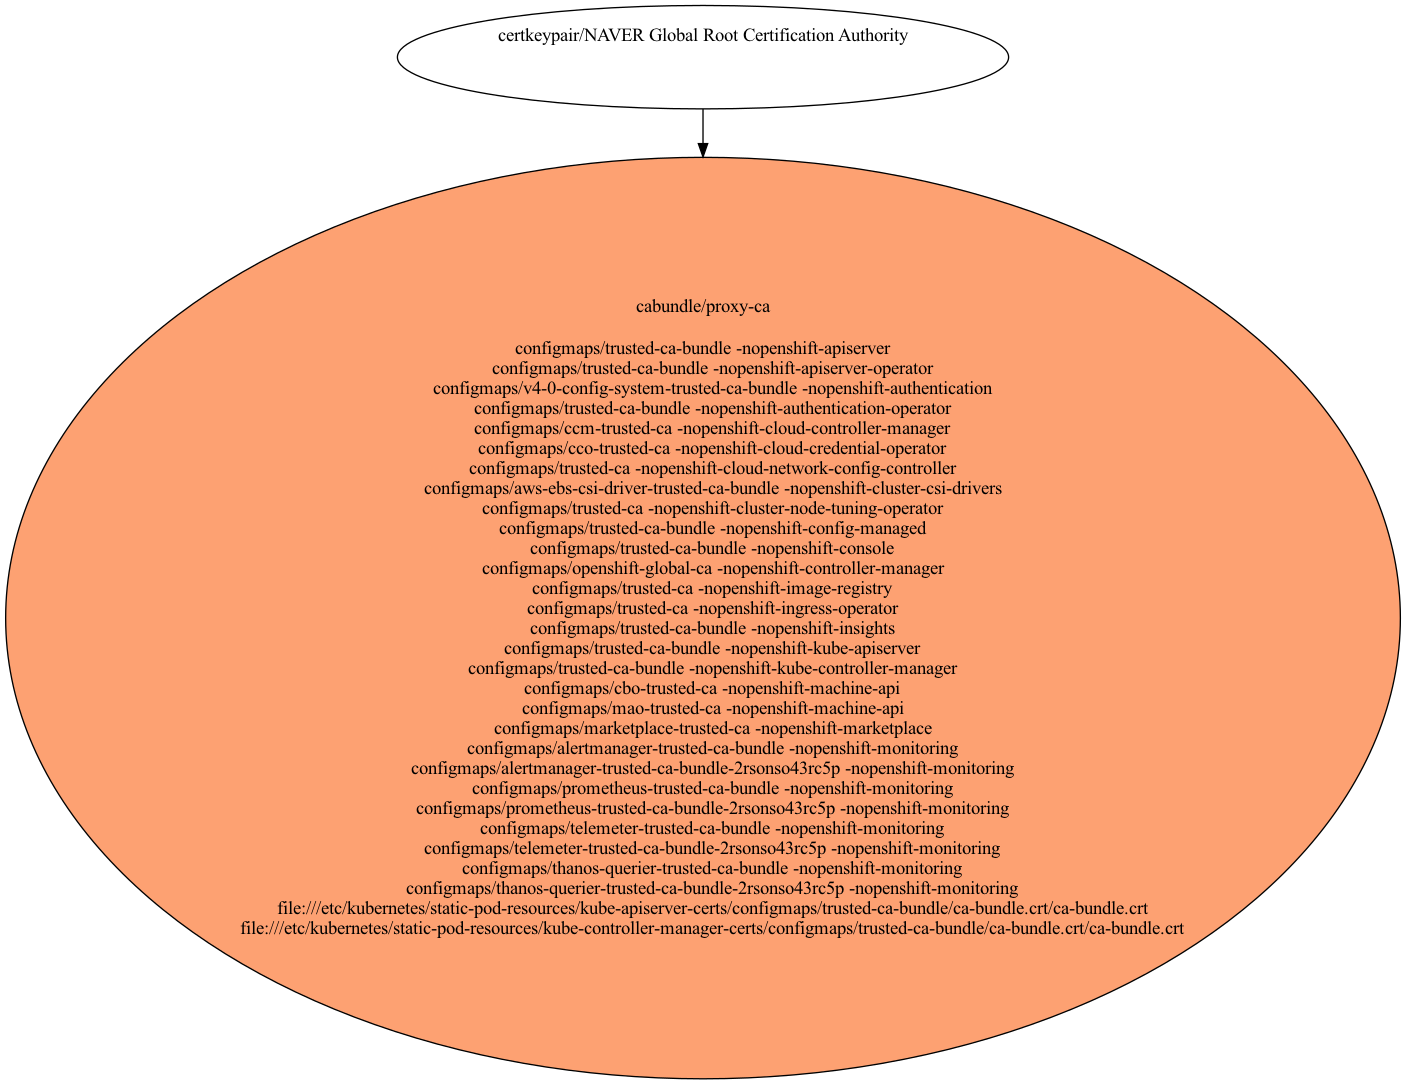 certkeypair/NAVER Global Root Certification Authority
cabundle/proxy-ca
configmaps/trusted-ca-bundle -nopenshift-apiserver
configmaps/trusted-ca-bundle -nopenshift-apiserver-operator
configmaps/v4-0-config-system-trusted-ca-bundle -nopenshift-authentication
configmaps/trusted-ca-bundle -nopenshift-authentication-operator
configmaps/ccm-trusted-ca -nopenshift-cloud-controller-manager
configmaps/cco-trusted-ca -nopenshift-cloud-credential-operator
configmaps/trusted-ca -nopenshift-cloud-network-config-controller
configmaps/aws-ebs-csi-driver-trusted-ca-bundle -nopenshift-cluster-csi-drivers
configmaps/trusted-ca -nopenshift-cluster-node-tuning-operator
configmaps/trusted-ca-bundle -nopenshift-config-managed
configmaps/trusted-ca-bundle -nopenshift-console
configmaps/openshift-global-ca -nopenshift-controller-manager
configmaps/trusted-ca -nopenshift-image-registry
configmaps/trusted-ca -nopenshift-ingress-operator
configmaps/trusted-ca-bundle -nopenshift-insights
configmaps/trusted-ca-bundle -nopenshift-kube-apiserver
configmaps/trusted-ca-bundle -nopenshift-kube-controller-manager
configmaps/cbo-trusted-ca -nopenshift-machine-api
configmaps/mao-trusted-ca -nopenshift-machine-api
configmaps/marketplace-trusted-ca -nopenshift-marketplace
configmaps/alertmanager-trusted-ca-bundle -nopenshift-monitoring
configmaps/alertmanager-trusted-ca-bundle-2rsonso43rc5p -nopenshift-monitoring
configmaps/prometheus-trusted-ca-bundle -nopenshift-monitoring
configmaps/prometheus-trusted-ca-bundle-2rsonso43rc5p -nopenshift-monitoring
configmaps/telemeter-trusted-ca-bundle -nopenshift-monitoring
configmaps/telemeter-trusted-ca-bundle-2rsonso43rc5p -nopenshift-monitoring
configmaps/thanos-querier-trusted-ca-bundle -nopenshift-monitoring
configmaps/thanos-querier-trusted-ca-bundle-2rsonso43rc5p -nopenshift-monitoring
file:///etc/kubernetes/static-pod-resources/kube-apiserver-certs/configmaps/trusted-ca-bundle/ca-bundle.crt/ca-bundle.crt
file:///etc/kubernetes/static-pod-resources/kube-controller-manager-certs/configmaps/trusted-ca-bundle/ca-bundle.crt/ca-bundle.crt